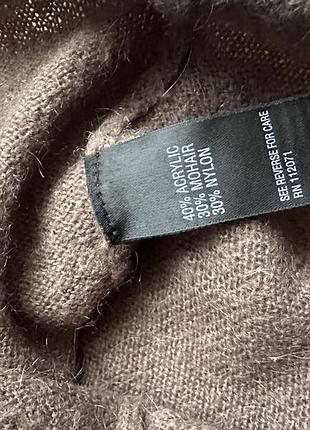 40% ACRYLIC
30% MOHAIR
30% NYLON
SEE REVERSE FOR CARE
RN 112071